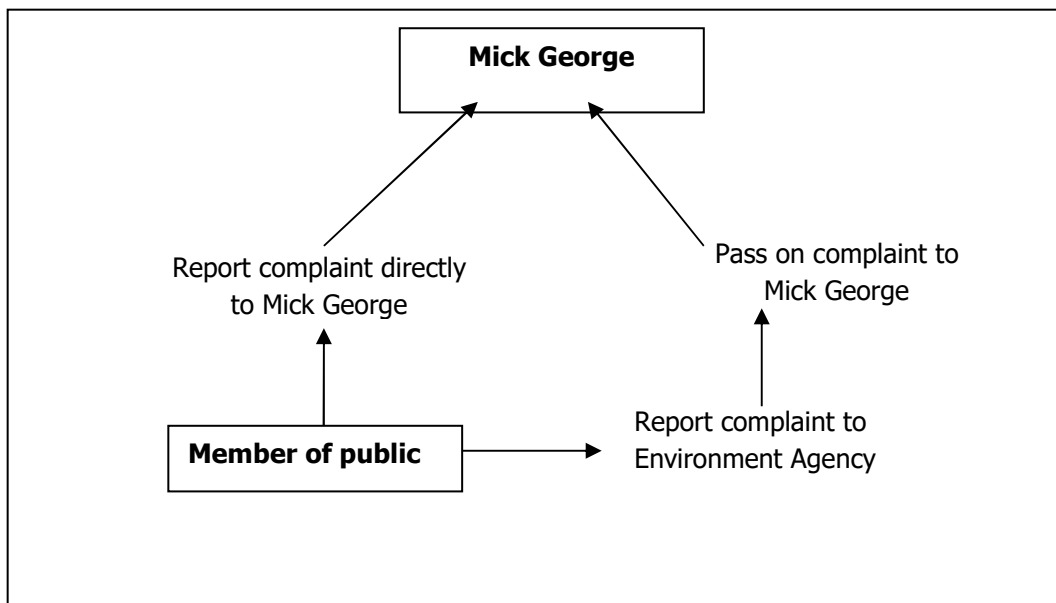 Mick George
Report complaint directly
to Mick George
Pass on complaint to
Mick George
Member of public
Report complaint to
Environment Agency